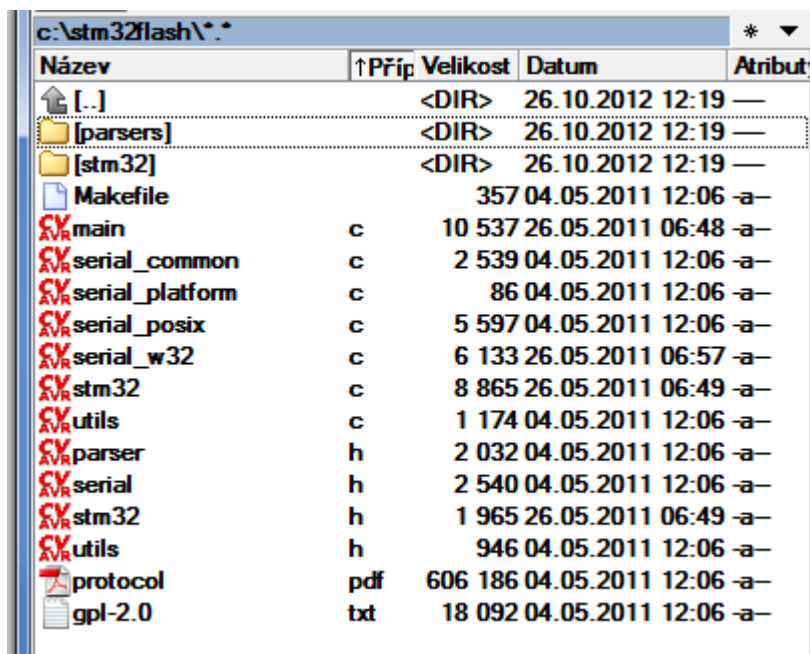 c:\stm32flash\*.* * ▼
Název ↑Příp Velikost Datum Atribut
[..] <DIR> 26.10.2012 12:19 —
[parsers] <DIR> 26.10.2012 12:19 —
[stm32] <DIR> 26.10.2012 12:19 —
Makefile 357 04.05.2011 12:06 -a--
main c 10 537 26.05.2011 06:48 -a--
serial_common c 2 539 04.05.2011 12:06 -a--
serial_platform c 86 04.05.2011 12:06 -a--
serial_posix c 5 597 04.05.2011 12:06 -a--
serial_w32 c 6 133 26.05.2011 06:57 -a--
stm32 c 8 865 26.05.2011 06:49 -a--
utils c 1 174 04.05.2011 12:06 -a--
parser h 2 032 04.05.2011 12:06 -a--
serial h 2 540 04.05.2011 12:06 -a--
stm32 h 1 965 26.05.2011 06:49 -a--
utils h 946 04.05.2011 12:06 -a--
protocol pdf 606 186 04.05.2011 12:06 -a--
gpl-2.0 txt 18 092 04.05.2011 12:06 -a--